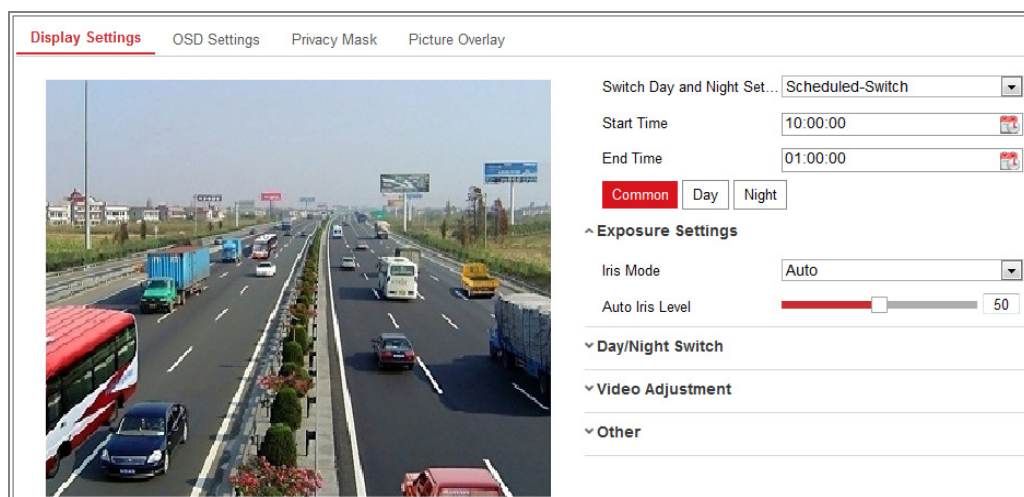 Display Settings OSD Settings Privacy Mask Picture Overlay
Switch Day and Night Set... Scheduled-Switch
Start Time 10:00:00
End Time 01:00:00
Common Day Night
Exposure Settings
Iris Mode Auto
Auto Iris Level 50
Day/Night Switch
Video Adjustment
Other